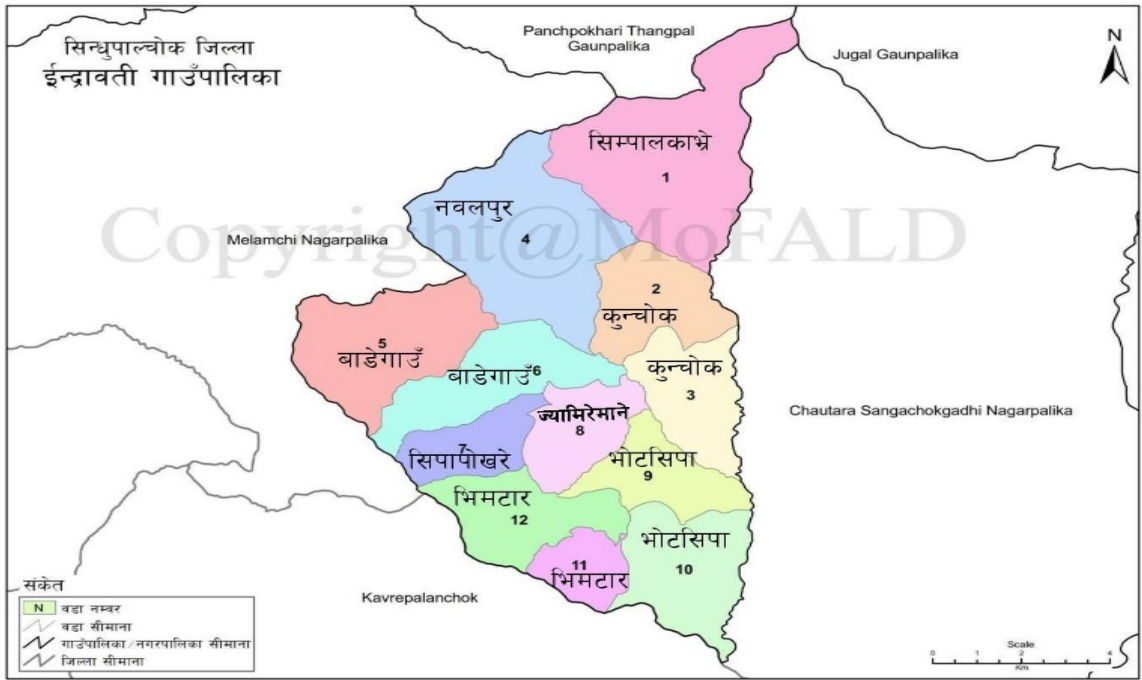 सिन्धुपाल्चोक जिल्ला
ईन्द्रावती गाउँपालिका
Panchpokhari Thangpal
Gaunpalika
Jugal Gaunpalika
N
सिम्पालकाभ्रे
1
नवलपुर
4
Copyright@MoFALD
Melamchi Nagarpalika
2
कुन्चोक
5
बाडेगाउँ
बाडेगाउँ 6
कुन्चोक
3
ज्यामिरेमाने
8
Chautara Sangachokgadhi Nagarpalika
7
सिपापोखरे
भोटसिपा
9
भिमटार
12
भोटसिपा
10
11
भिमटार
Kavrepalanchok
संकेत
N वडा नम्वर
वडा सीमाना
गाउँपालिका/नगरपालिका सीमाना
जिल्ला सीमाना
Scale
0 1 2 4
Km